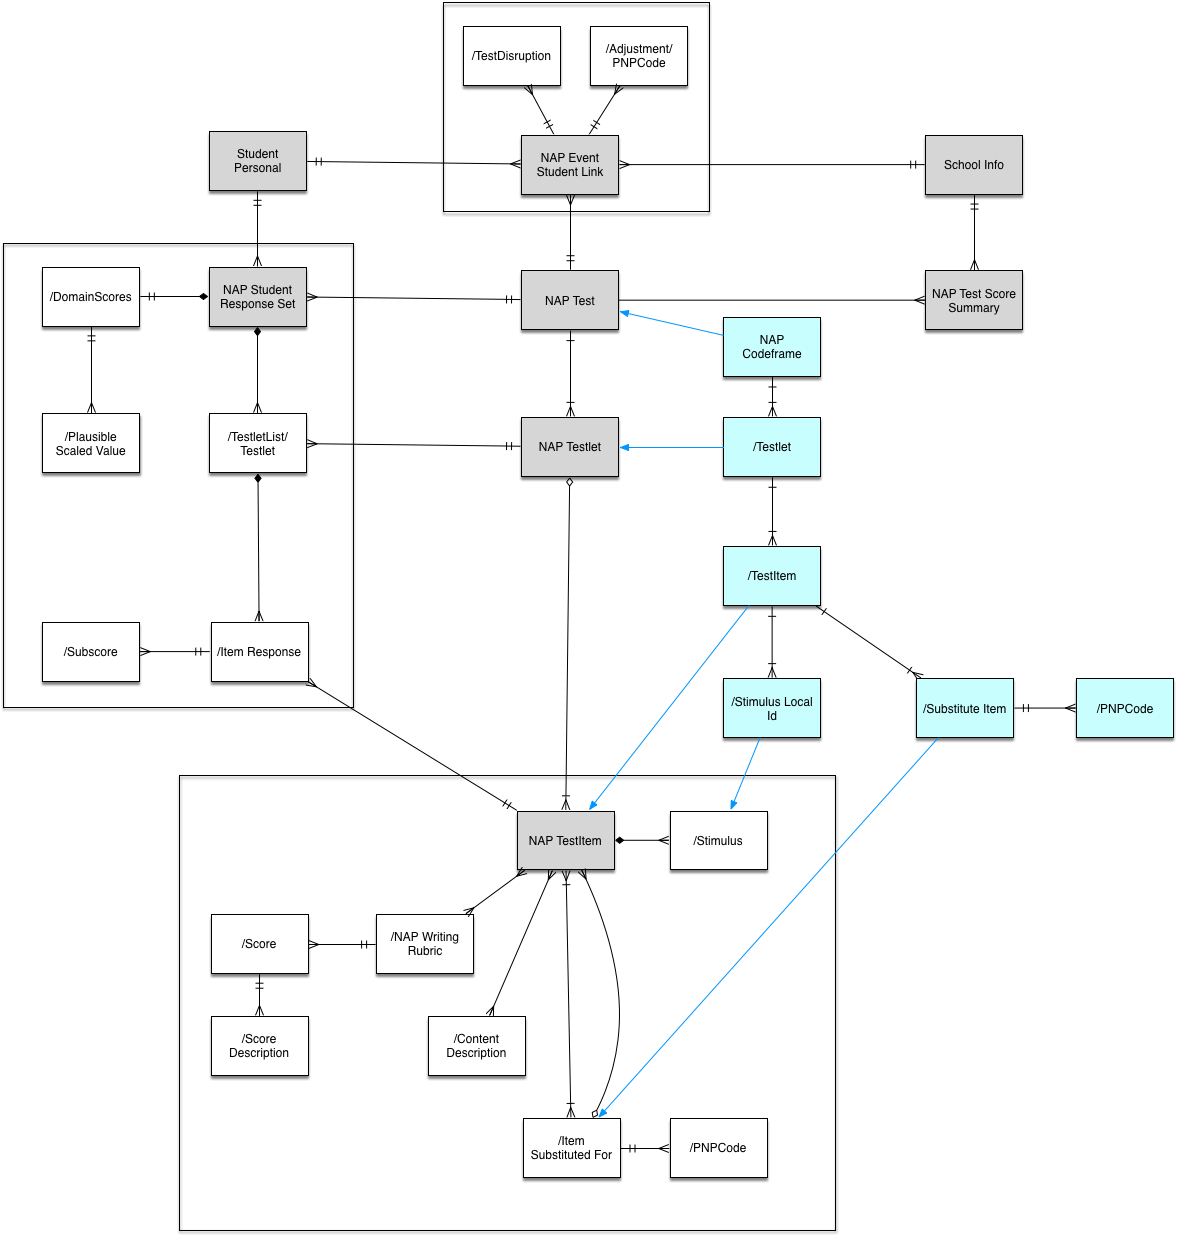 /TestDisruption
/Adjustment/
PNPCode
Student
Personal
NAP Event
Student Link
School Info
/DomainScores
NAP Student
Response Set
NAP Test
NAP Test Score
Summary
NAP
Codeframe
/Plausible
Scaled Value
/TestletList/
Testlet
NAP Testlet
/Testlet
/TestItem
/Subscore
/Item Response
/Stimulus Local
Id
/Substitute Item
/PNPCode
NAP TestItem
/Stimulus
/Score
/NAP Writing
Rubric
/Score
Description
/Content
Description
/Item
Substituted For
/PNPCode